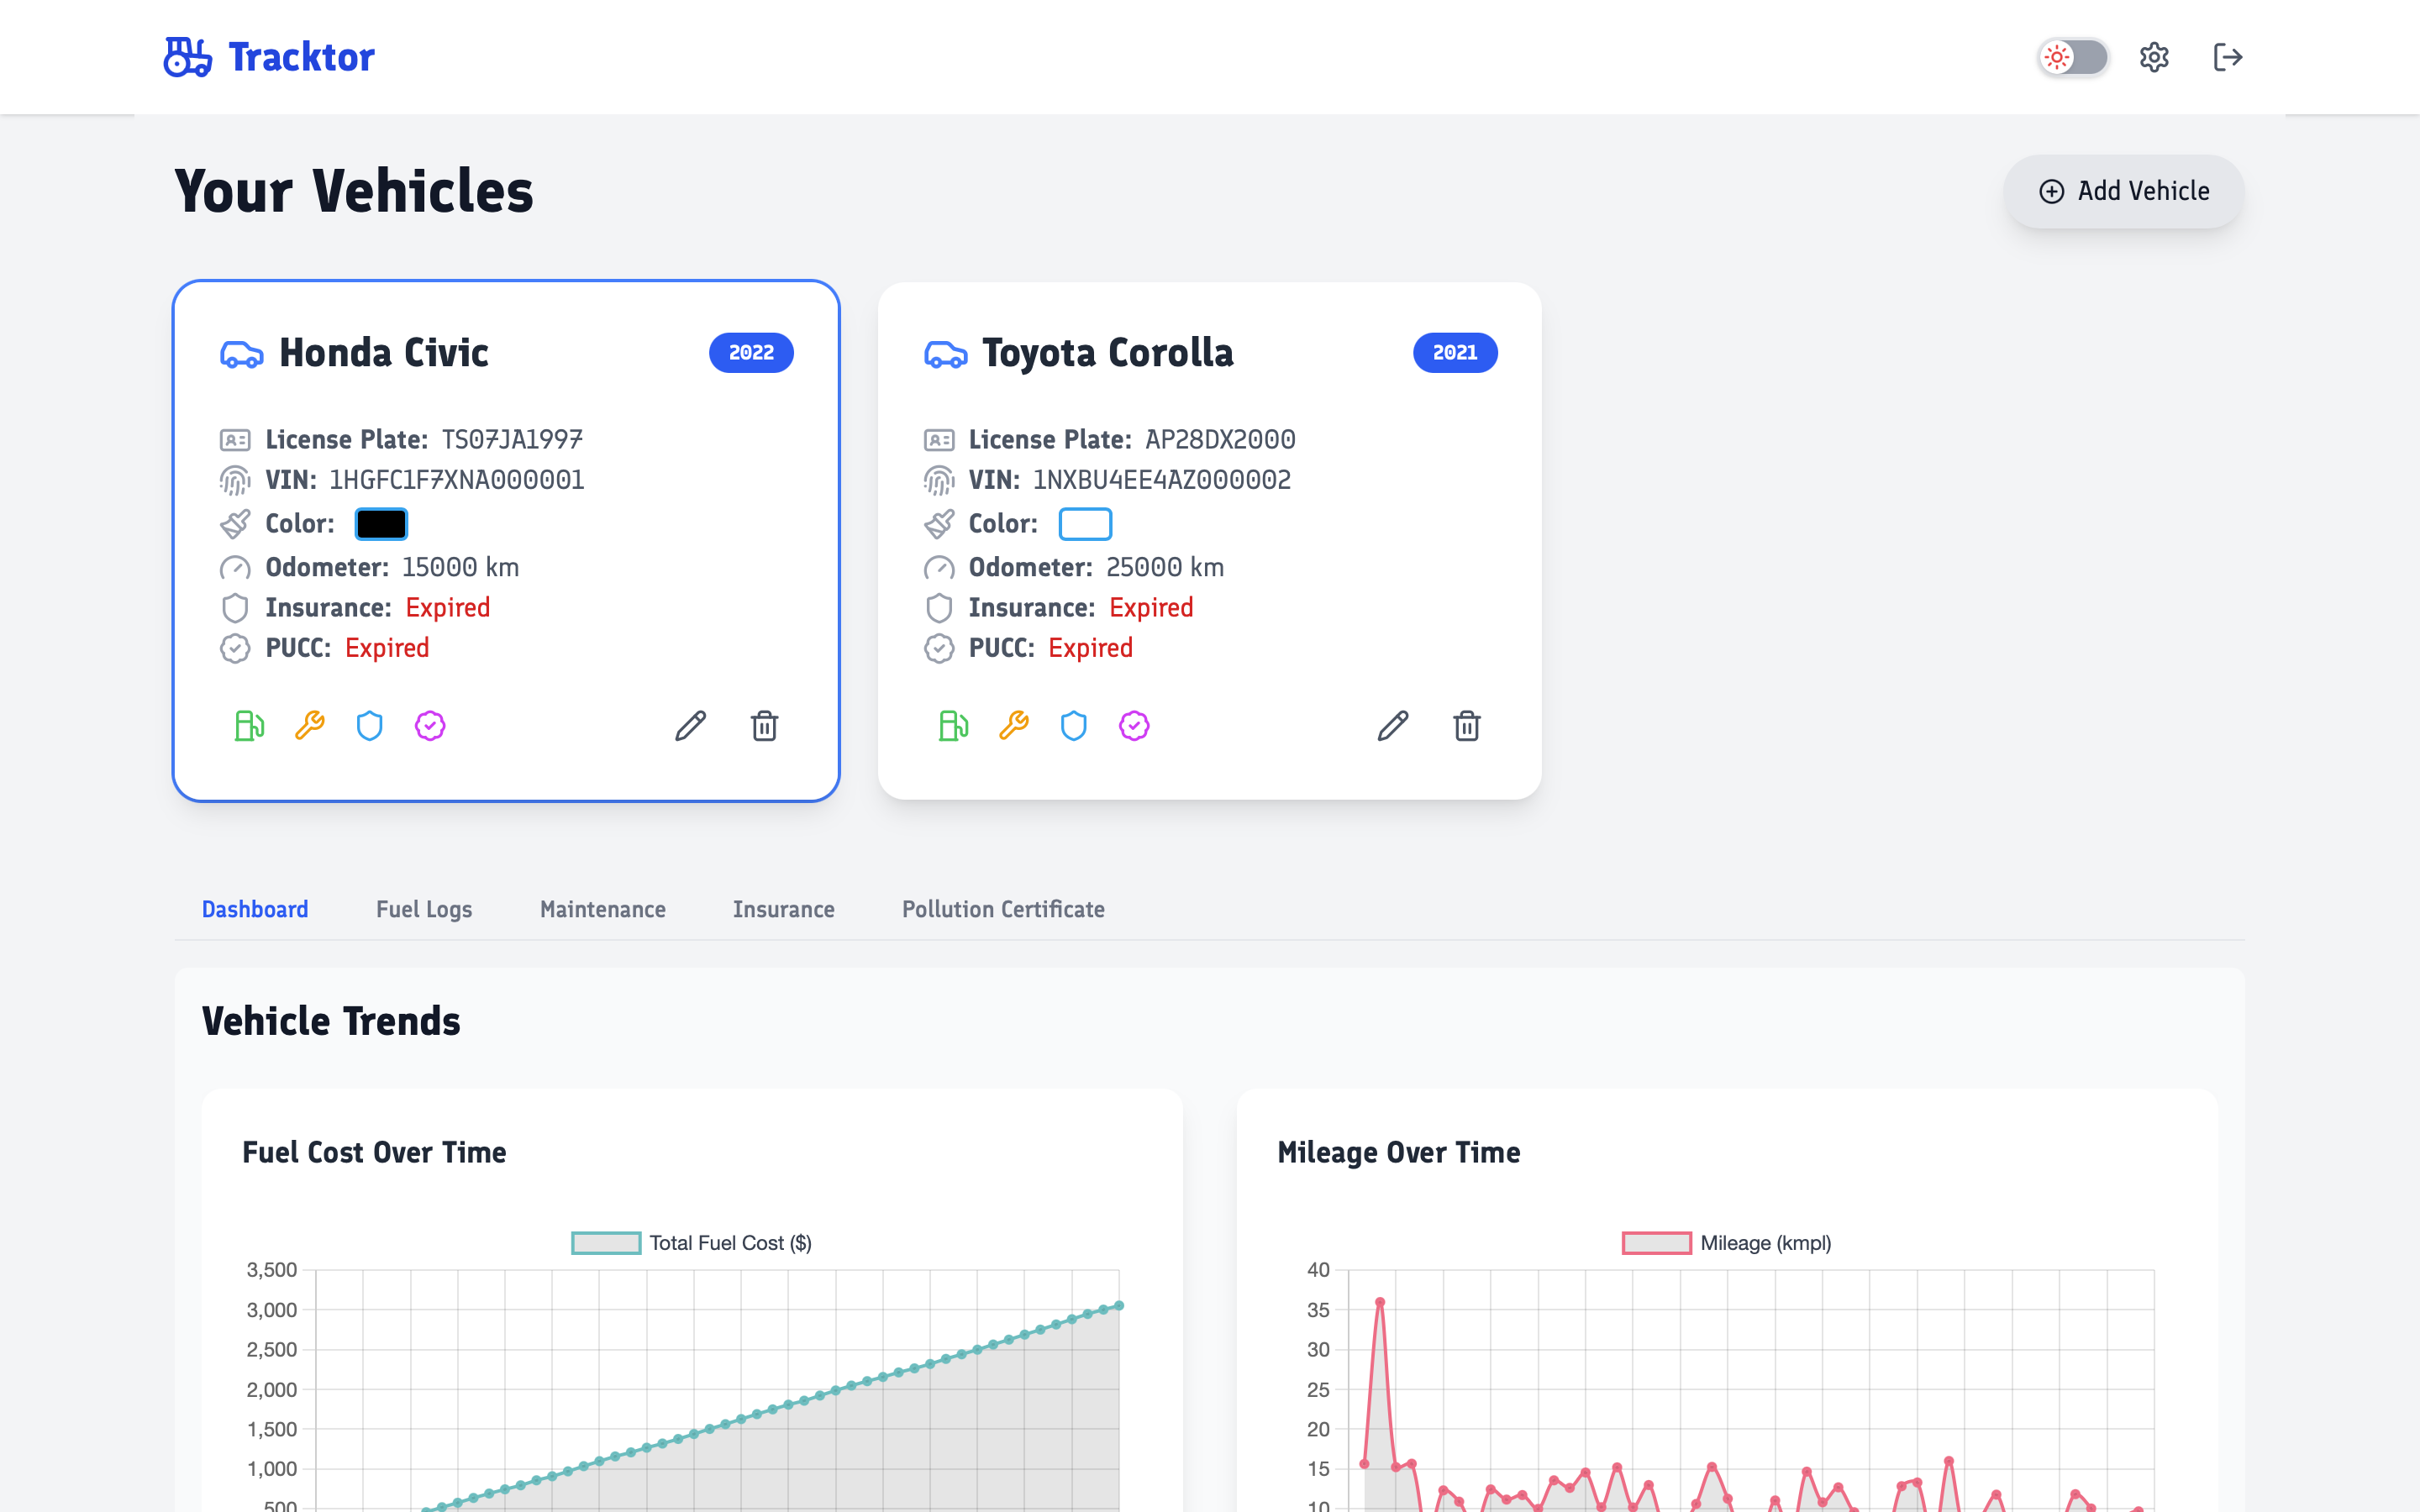 Tracktor
Your Vehicles
Add Vehicle
Honda Civic
2022
License Plate: TS07JA1997
VIN: 1HGFC1F7XNA000001
Color:
Odometer: 15000 km
Insurance: Expired
PUCC: Expired
Toyota Corolla
2021
License Plate: AP28DX2000
VIN: 1NXBU4EE4AZ000002
Color:
Odometer: 25000 km
Insurance: Expired
PUCC: Expired
Dashboard Fuel Logs Maintenance Insurance Pollution Certificate
Vehicle Trends
Fuel Cost Over Time
Total Fuel Cost ($)
3,500
3,000
2,500
2,000
1,500
1,000
500
Mileage Over Time
Mileage (kmpl)
40
35
30
25
20
15
10